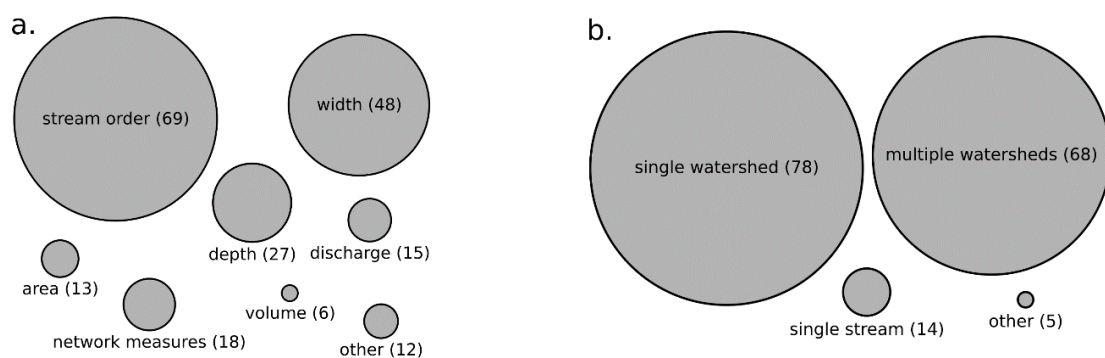 a.
stream order (69)
width (48)
depth (27)
discharge (15)
area (13)
network measures (18)
volume (6)
other (12)
b.
single watershed (78)
multiple watersheds (68)
single stream (14)
other (5)